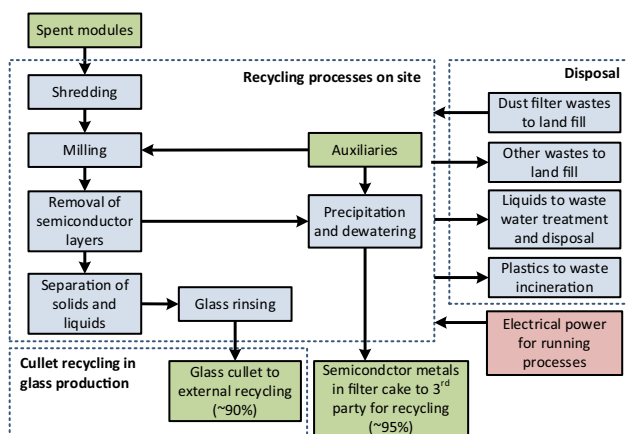 Spent modules
Recycling processes on site
Disposal
Shredding
Dust filter wastes
to land fill
Milling
Auxiliaries
Other wastes to
land fill
Removal of
semiconductor
layers
Precipitation
and dewatering
Liquids to waste
water treatment
and disposal
Separation of
solids and
liquids
Glass rinsing
Plastics to waste
incineration
Electrical power
for running
processes
Cullet recycling in
glass production
Glass cullet to
external recycling
(~90%)
Semicondctor metals
in filter cake to 3rd
party for recycling
(~95%)